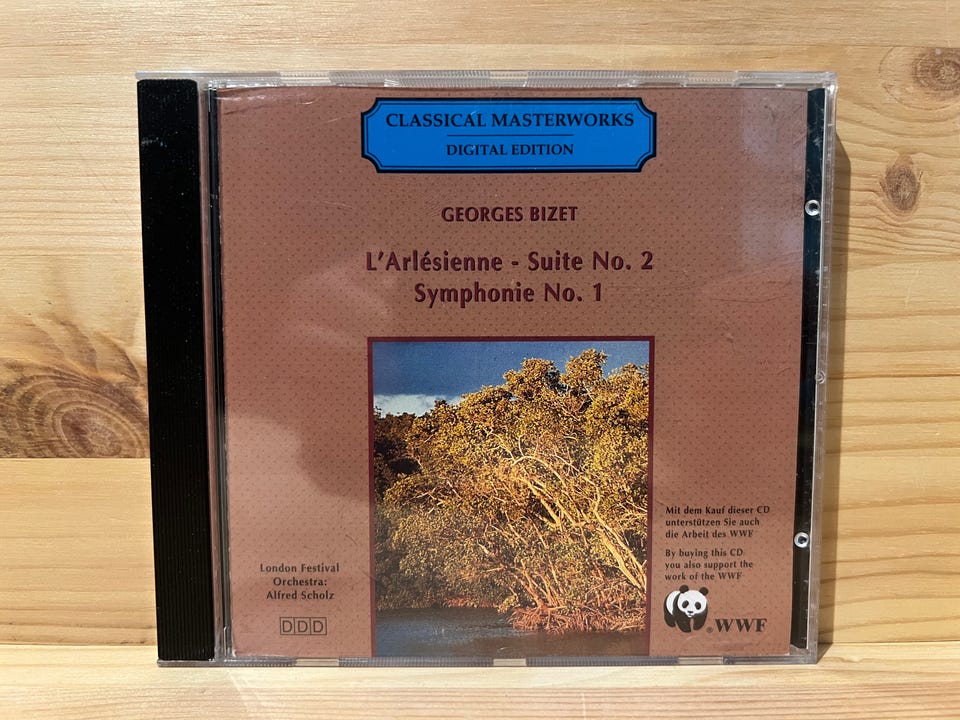 CLASSICAL MASTERWORKS
DIGITAL EDITION
GEORGES BIZET
L'Arlésienne - Suite No. 2
Symphonie No. 1
Mit dem Kauf dieser CD
unterstützen Sie auch
die Arbeit des WWF
By buying this CD
you also support the
work of the WWF
London Festival
Orchestra:
Alfred Scholz
DDD
®WWF